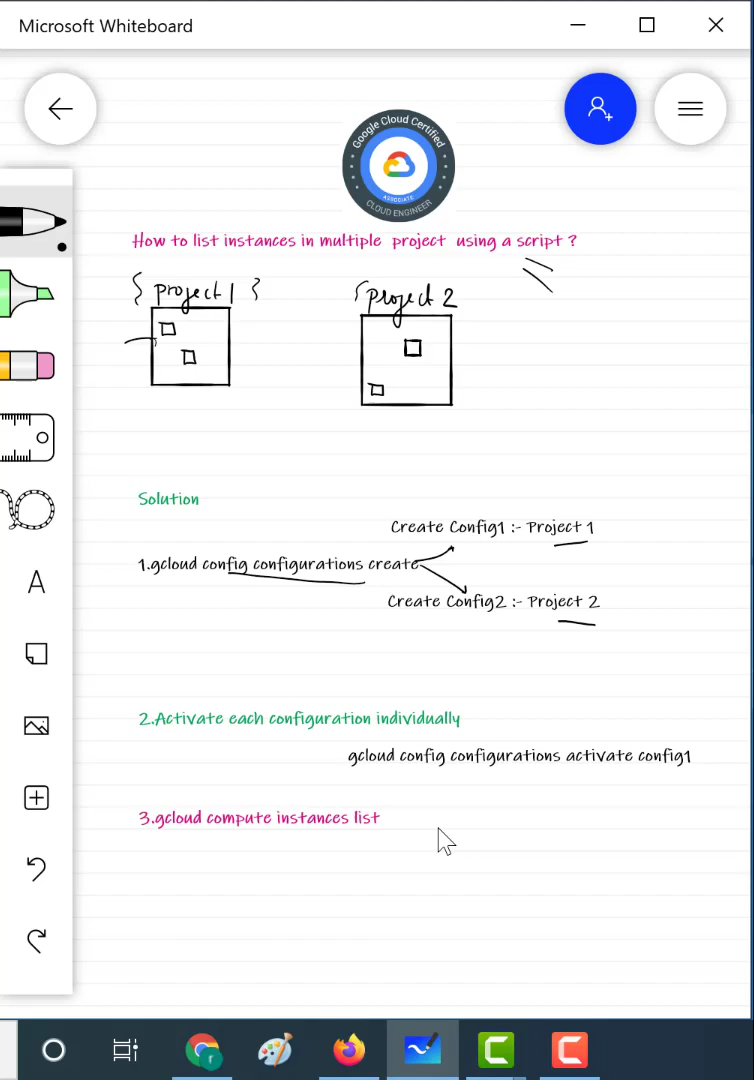 Microsoft Whiteboard
Google Cloud Certified
ASSOCIATE
CLOUD ENGINEER
How to list instances in multiple project using a script ?
{ project 1 }
{ project 2
Solution
Create Config1 :- Project 1
1.gcloud config configurations create
Create Config2 :- Project 2
2.Activate each configuration individually
gcloud config configurations activate config1
3.gcloud compute instances list
A
r